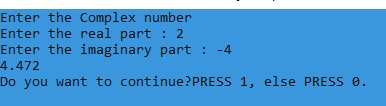 Enter the Complex number
Enter the real part : 2
Enter the imaginary part : -4
4.472
Do you want to continue?PRESS 1, else PRESS 0.